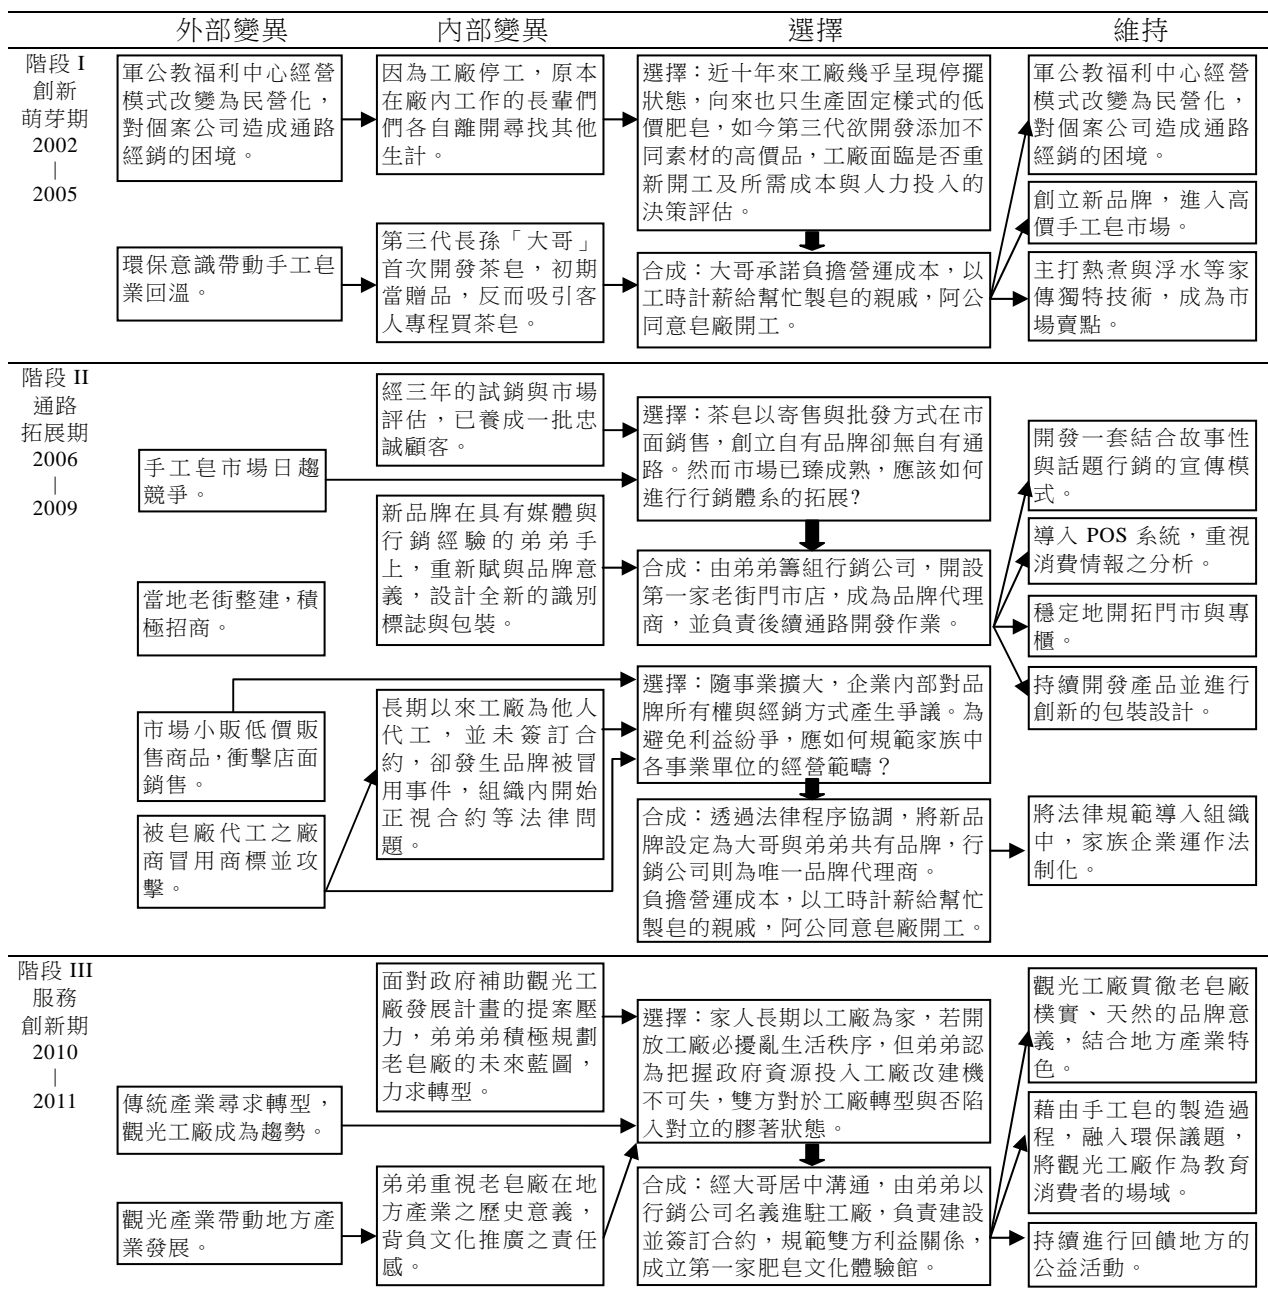 外部變異
內部變異
選擇
維持
階段 I
創新
萌芽期
2002
|
2005
軍公教福利中心經營
模式改變為民營化，
對個案公司造成通路
經銷的困境。
因為工廠停工，原本
在廠內工作的長輩們
們各自離開尋找其他
生計。
選擇：近十年來工廠幾乎呈現停擺
狀態，向來也只生產固定樣式的低
價肥皂，如今第三代欲開發添加不
同素材的高價品，工廠面臨是否重
新開工及所需成本與人力投入的
決策評估。
軍公教福利中心經營
模式改變為民營化，
對個案公司造成通路
經銷的困境。
創立新品牌，進入高
價手工皂市場。
環保意識帶動手工皂
業回溫。
第三代長孫「大哥」
首次開發茶皂，初期
當贈品，反而吸引客
人專程買茶皂。
合成：大哥承諾負擔營運成本，以
工時計薪給幫忙製皂的親戚，阿公
同意皂廠開工。
主打熱煮與浮水等家
傳獨特技術，成為市
場賣點。
階段 II
通路
拓展期
2006
|
2009
經三年的試銷與市場
評估，已養成一批忠
誠顧客。
手工皂市場日趨
競爭。
選擇：茶皂以寄售與批發方式在市
面銷售，創立自有品牌卻無自有通
路。然而市場已臻成熟，應該如何
進行行銷體系的拓展?
開發一套結合故事性
與話題行銷的宣傳模
式。
新品牌在具有媒體與
行銷經驗的弟弟手
上，重新賦與品牌意
義，設計全新的識別
標誌與包裝。
導入 POS 系統，重視
消費情報之分析。
當地老街整建，積
極招商。
合成：由弟弟籌組行銷公司，開設
第一家老街門市店，成為品牌代理
商，並負責後續通路開發作業。
穩定地開拓門市與專
櫃。
持續開發產品並進行
創新的包裝設計。
市場小販低價販
售商品，衝擊店面
銷售。
長期以來工廠為他人
代工，並未簽訂合
約，卻發生品牌被冒
用事件，組織內開始
正視合約等法律問
題。
選擇：隨事業擴大，企業內部對品
牌所有權與經銷方式產生爭議。為
避免利益紛爭，應如何規範家族中
各事業單位的經營範疇？
被皂廠代工之廠
商冒用商標並攻
擊。
合成：透過法律程序協調，將新品
牌設定為大哥與弟弟共有品牌，行
銷公司則為唯一品牌代理商。
負擔營運成本，以工時計薪給幫忙
製皂的親戚，阿公同意皂廠開工。
將法律規範導入組織
中，家族企業運作法
制化。
階段 III
服務
創新期
2010
|
2011
面對政府補助觀光工
廠發展計畫的提案壓
力，弟弟弟積極規劃
老皂廠的未來藍圖，
力求轉型。
傳統產業尋求轉型，
觀光工廠成為趨勢。
選擇：家人長期以工廠為家，若開
放工廠必擾亂生活秩序，但弟弟認
為把握政府資源投入工廠改建機
不可失，雙方對於工廠轉型與否陷
入對立的膠著狀態。
觀光工廠貫徹老皂廠
樸實、天然的品牌意
義，結合地方產業特
色。
藉由手工皂的製造過
程，融入環保議題，
將觀光工廠作為教育
消費者的場域。
觀光產業帶動地方產
業發展。
弟弟重視老皂廠在地
方產業之歷史意義，
背負文化推廣之責任
感。
合成：經大哥居中溝通，由弟弟以
行銷公司名義進駐工廠，負責建設
並簽訂合約，規範雙方利益關係，
成立第一家肥皂文化體驗館。
持續進行回饋地方的
公益活動。